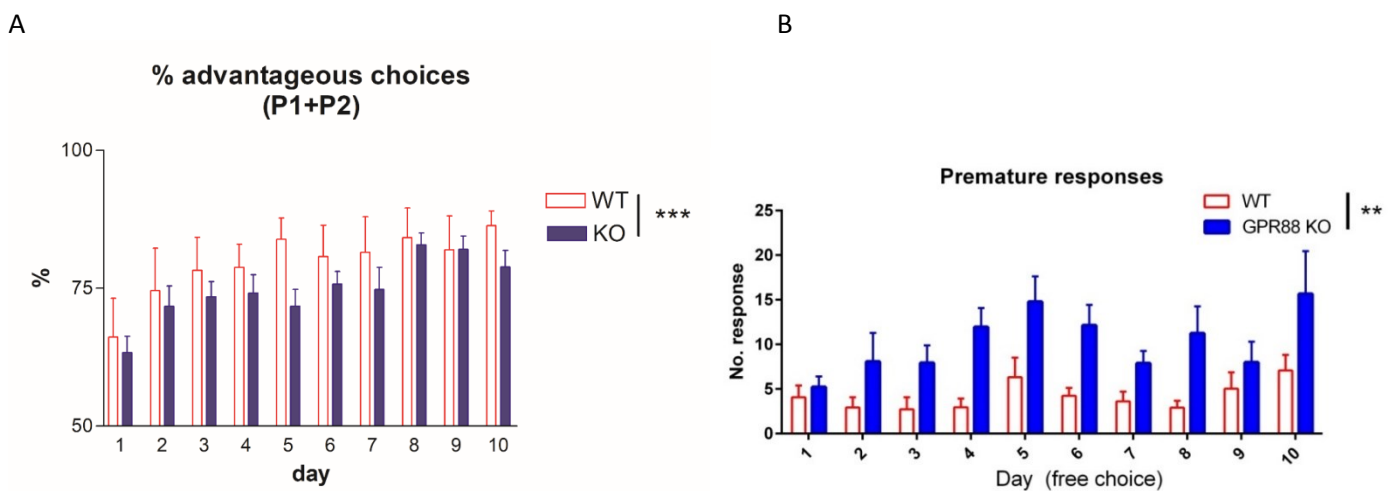 A
% advantageous choices
(P1+P2)
100
75
50
%
1 2 3 4 5 6 7 8 9 10
day
WT
KO
***
B
Premature responses
WT
GPR88 KO
**
25
20
15
10
5
0
No. response
1 2 3 4 5 6 7 8 9 10
Day (free choice)